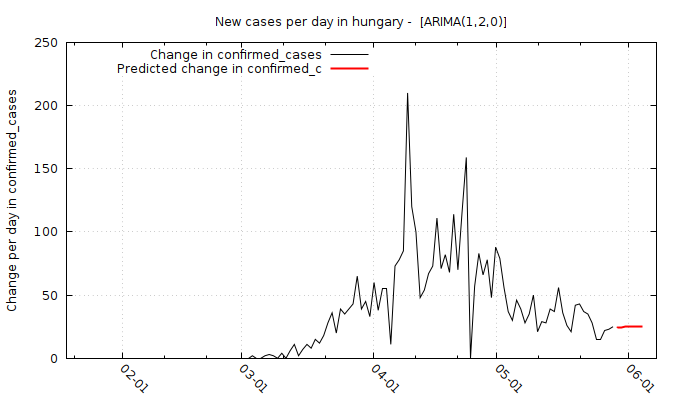 New cases per day in hungary -  [ARIMA(1,2,0)]
Change in confirmed_cases
Predicted change in confirmed_c
Change per day in confirmed_cases
250
200
150
100
50
0
02-01
03-01
04-01
05-01
06-01